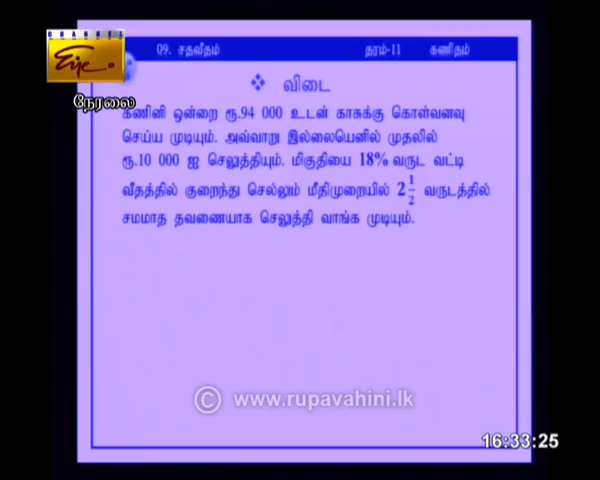 CHANNEL
Eye
நேரலை
09. சதவீதம் தரம்-11 கணிதம்
❖ விடை
கணினி ஒன்றை ரூ.94 000 உடன் காசுக்கு கொள்வனவு
செய்ய முடியும். அவ்வாறு இல்லையெனில் முதலில்
ரூ.10 000 ஐ செலுத்தியும். மிகுதியை 18% வருட வட்டி
வீதத்தில் குறைந்து செல்லும் மீதிமுறையில் 2 1/2 வருடத்தில்
சமமாத தவணையாக செலுத்தி வாங்க முடியும்.
© www.rupavahini.lk
16:33:25